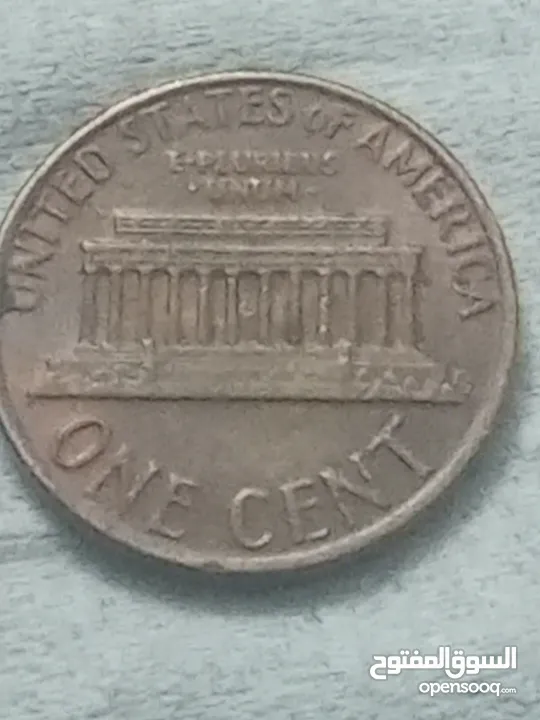 UNITED STATES OF AMERICA
E·PLURIBUS
·UNUM·
ONE CENT
السوق المفتوح
opensooq.com